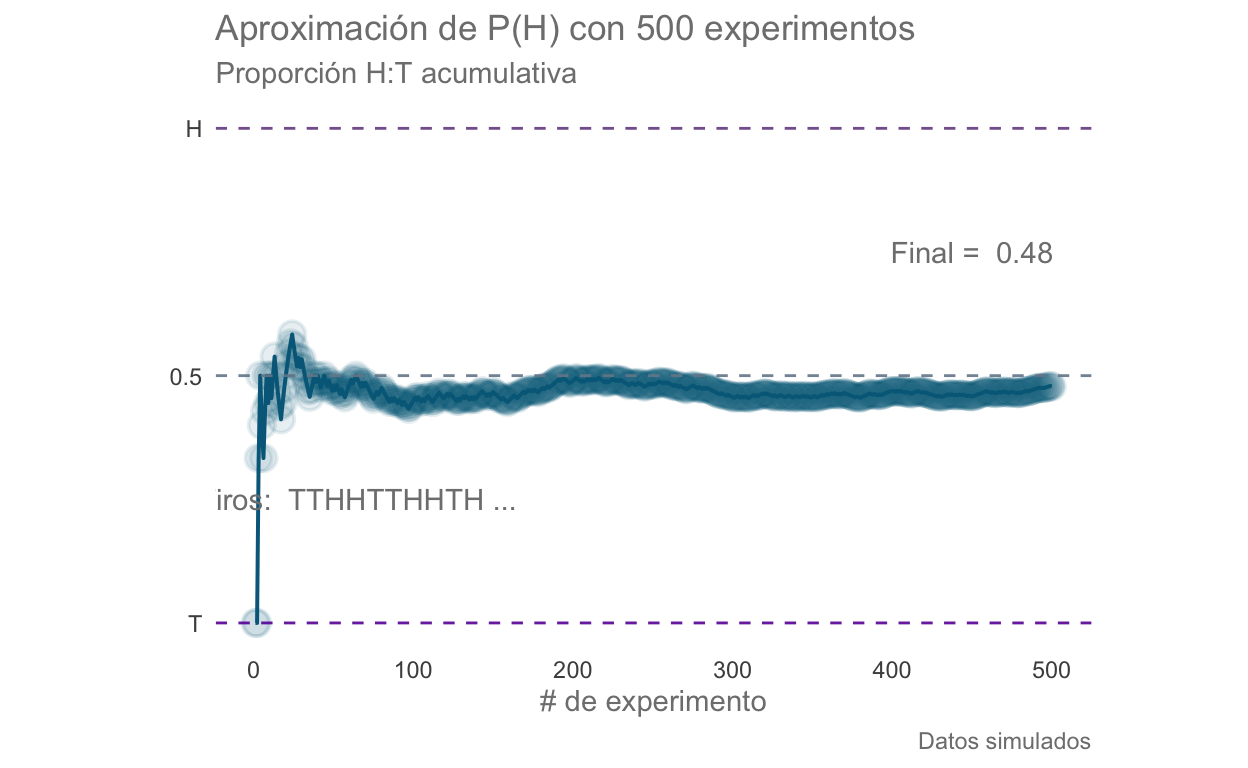 Aproximación de P(H) con 500 experimentos
Proporción H:T acumulativa
H
Final = 0.48
0.5
iros: TTHHTTHHTH ...
T
0 100 200 300 400 500
# de experimento
Datos simulados